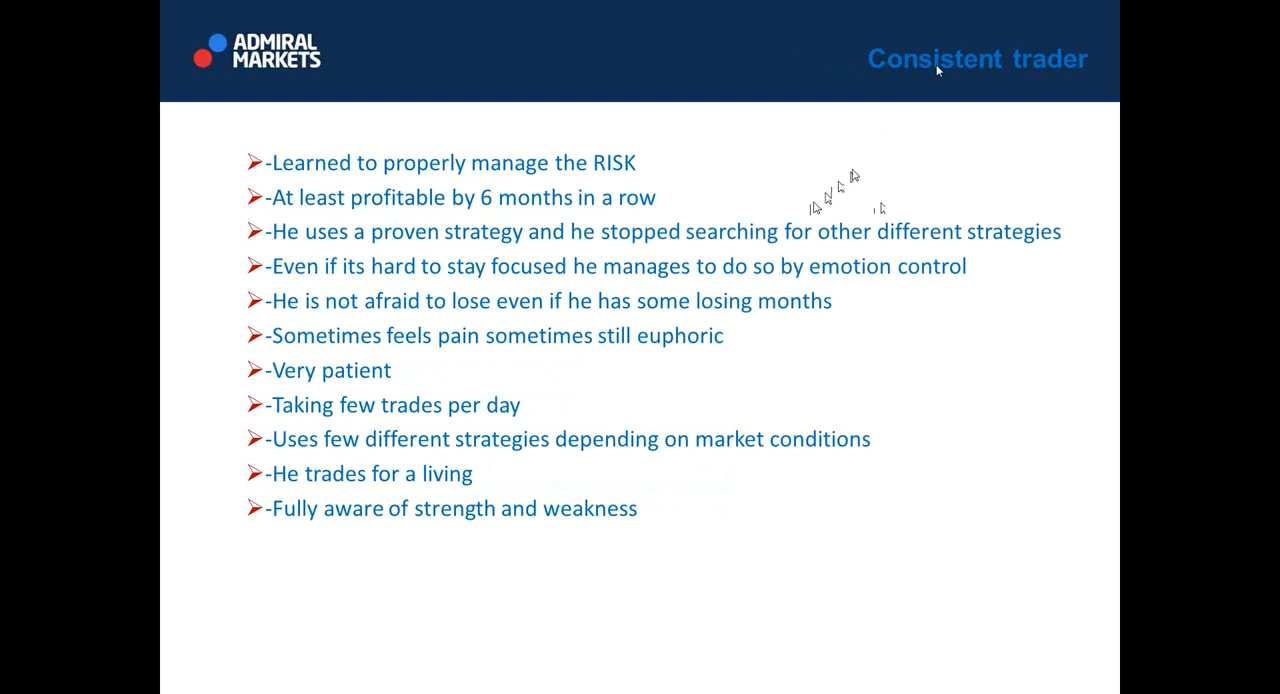 ADMIRAL
MARKETS
Consistent trader
-Learned to properly manage the RISK
-At least profitable by 6 months in a row
-He uses a proven strategy and he stopped searching for other different strategies
-Even if its hard to stay focused he manages to do so by emotion control
-He is not afraid to lose even if he has some losing months
-Sometimes feels pain sometimes still euphoric
-Very patient
-Taking few trades per day
-Uses few different strategies depending on market conditions
-He trades for a living
-Fully aware of strength and weakness